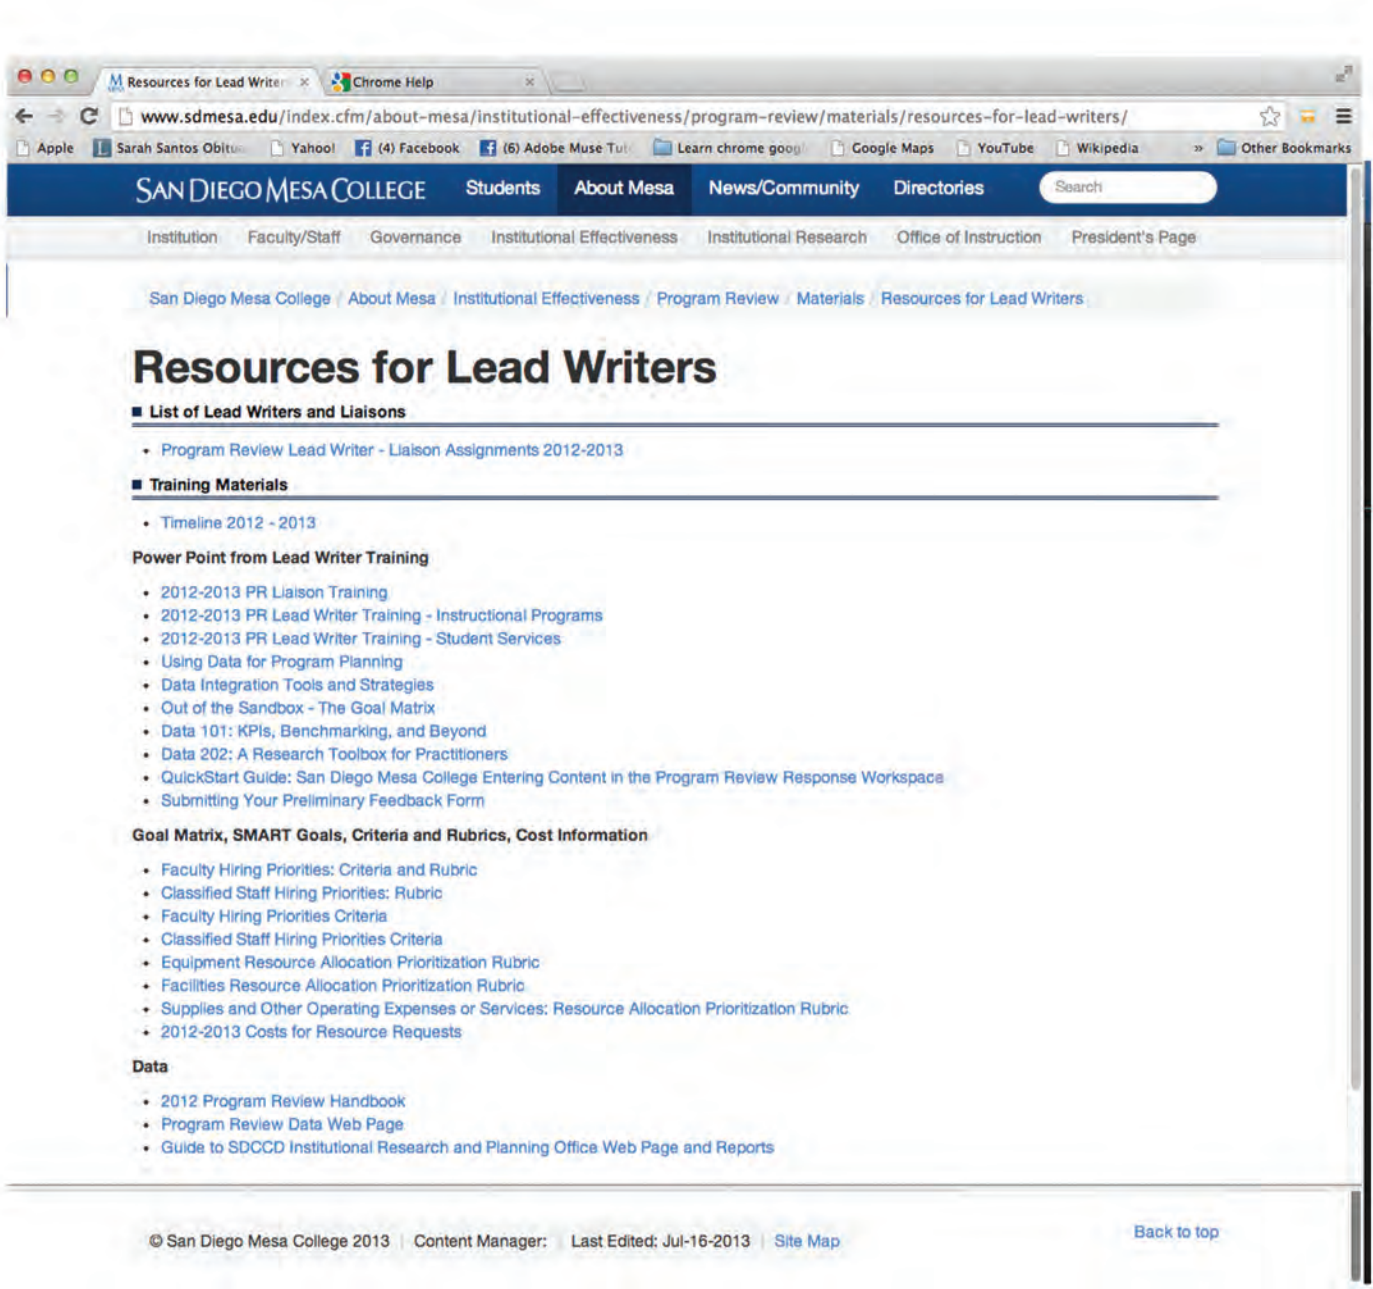 Resources for Lead Writer
Chrome Help
www.sdmesa.edu/index.cfm/about-mesa/institutional-effectiveness/program-review/materials/resources-for-lead-writers/
Apple Sarah Santos Obitu Yahoo! (4) Facebook (6) Adobe Muse Tut Learn chrome goog Google Maps YouTube Wikipedia » Other Bookmarks
SAN DIEGO MESA COLLEGE Students About Mesa News/Community Directories Search
Institution Faculty/Staff Governance Institutional Effectiveness Institutional Research Office of Instruction President's Page
San Diego Mesa College / About Mesa / Institutional Effectiveness / Program Review / Materials / Resources for Lead Writers
Resources for Lead Writers
List of Lead Writers and Liaisons
Program Review Lead Writer - Liaison Assignments 2012-2013
Training Materials
Timeline 2012 - 2013
Power Point from Lead Writer Training
2012-2013 PR Liaison Training
2012-2013 PR Lead Writer Training - Instructional Programs
2012-2013 PR Lead Writer Training - Student Services
Using Data for Program Planning
Data Integration Tools and Strategies
Out of the Sandbox - The Goal Matrix
Data 101: KPIs, Benchmarking, and Beyond
Data 202: A Research Toolbox for Practitioners
QuickStart Guide: San Diego Mesa College Entering Content in the Program Review Response Workspace
Submitting Your Preliminary Feedback Form
Goal Matrix, SMART Goals, Criteria and Rubrics, Cost Information
Faculty Hiring Priorities: Criteria and Rubric
Classified Staff Hiring Priorities: Rubric
Faculty Hiring Priorities Criteria
Classified Staff Hiring Priorities Criteria
Equipment Resource Allocation Prioritization Rubric
Facilities Resource Allocation Prioritization Rubric
Supplies and Other Operating Expenses or Services: Resource Allocation Prioritization Rubric
2012-2013 Costs for Resource Requests
Data
2012 Program Review Handbook
Program Review Data Web Page
Guide to SDCCD Institutional Research and Planning Office Web Page and Reports
© San Diego Mesa College 2013 | Content Manager: | Last Edited: Jul-16-2013 | Site Map
Back to top